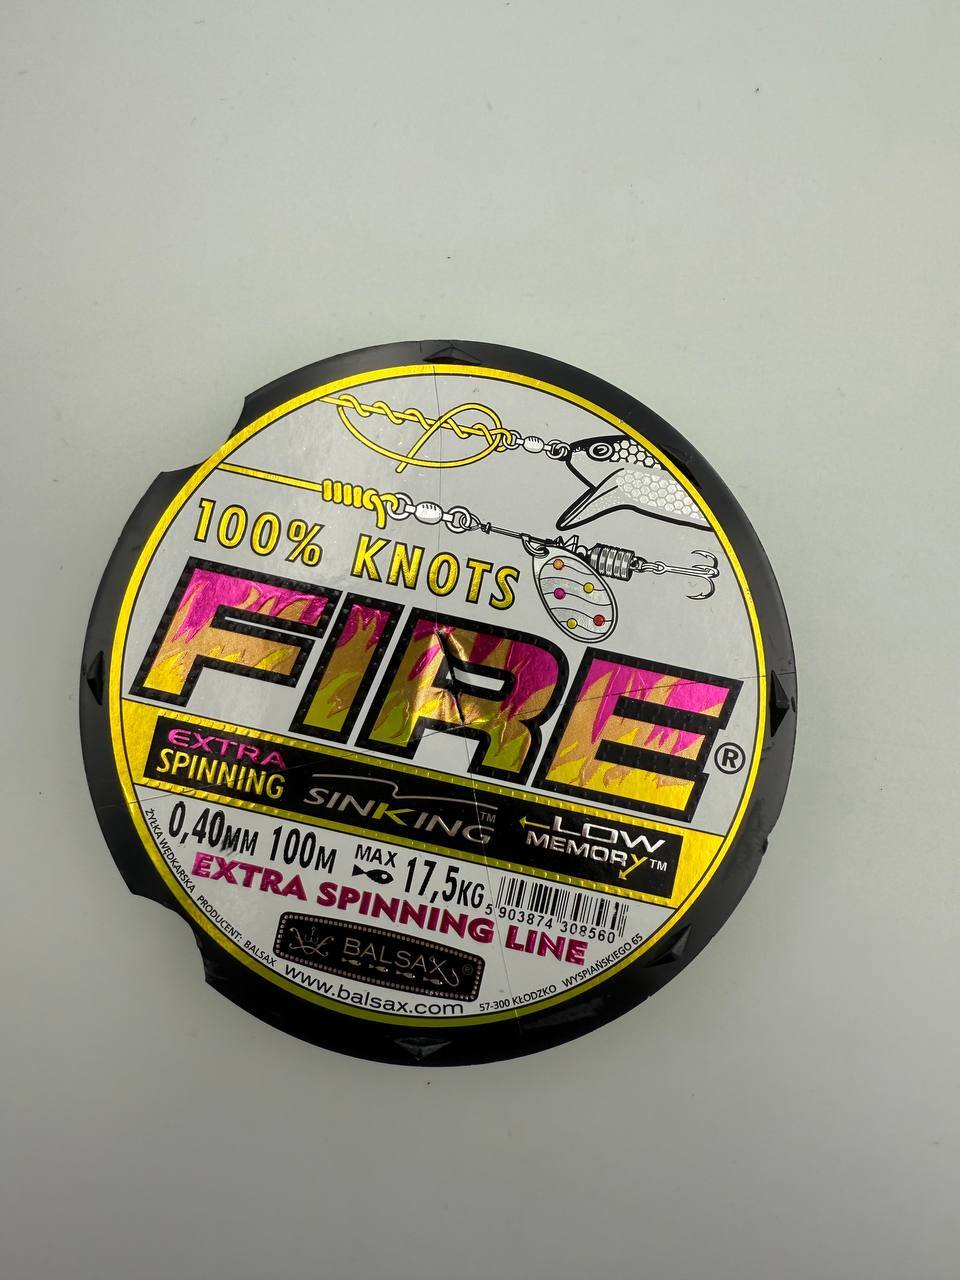 100% KNOTS
FIRE®
EXTRA
SPINNING
SINKING™
LOW
MEMORY™
0,40MM 100M MAX 17,5KG
5 903874 308560
EXTRA SPINNING LINE
BALSAX®
www.balsax.com
ŻYŁKA WĘDKARSKA PRODUCENT: BALSAX
57-300 KŁODZKO WYSPIAŃSKIEGO 65